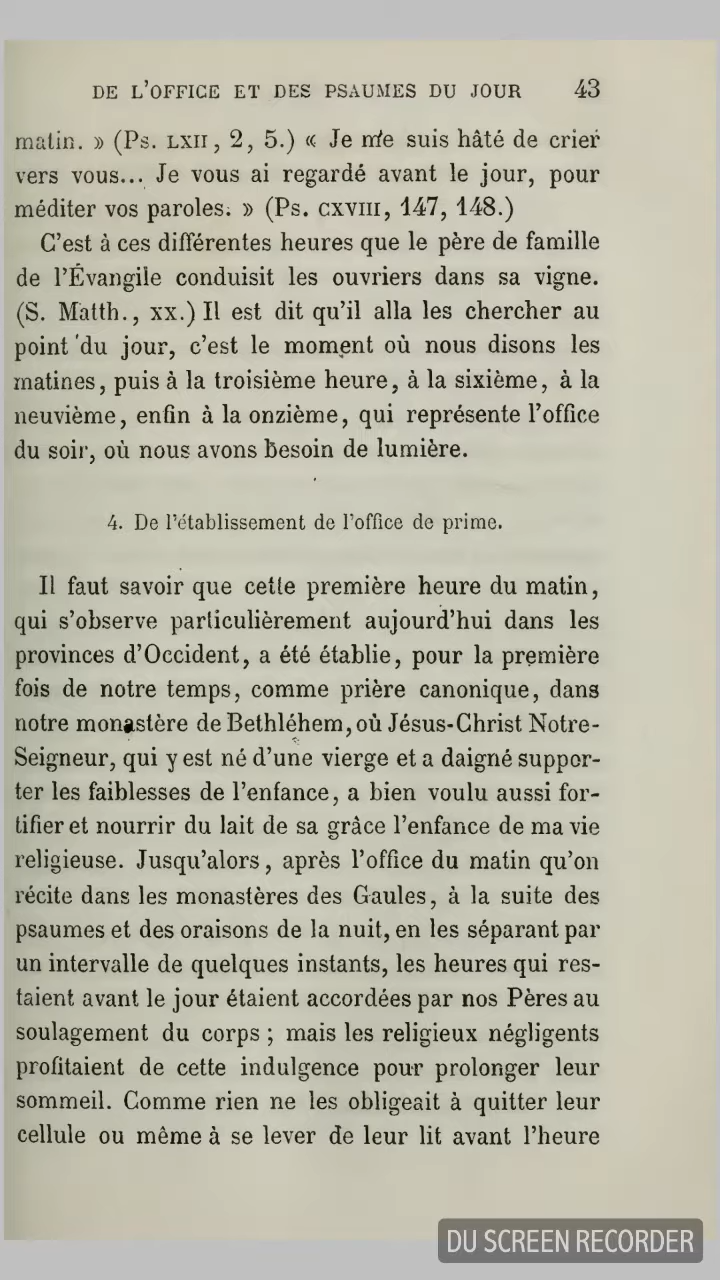 DE L'OFFICE ET DES PSAUMES DU JOUR 43
matin. » (Ps. LXII, 2, 5.) « Je me suis hâté de crier
vers vous... Je vous ai regardé avant le jour, pour
méditer vos paroles. » (Ps. CXVIII, 147, 148.)
C'est à ces différentes heures que le père de famille
de l'Évangile conduisit les ouvriers dans sa vigne.
(S. Matth., XX.) Il est dit qu'il alla les chercher au
point du jour, c'est le moment où nous disons les
matines, puis à la troisième heure, à la sixième, à la
neuvième, enfin à la onzième, qui représente l'office
du soir, où nous avons besoin de lumière.
4. De l'établissement de l'office de prime.
Il faut savoir que cette première heure du matin,
qui s'observe particulièrement aujourd'hui dans les
provinces d'Occident, a été établie, pour la première
fois de notre temps, comme prière canonique, dans
notre monastère de Bethléhem, où Jésus-Christ Notre-
Seigneur, qui y est né d'une vierge et a daigné suppor-
ter les faiblesses de l'enfance, a bien voulu aussi for-
tifier et nourrir du lait de sa grâce l'enfance de ma vie
religieuse. Jusqu'alors, après l'office du matin qu'on
récite dans les monastères des Gaules, à la suite des
psaumes et des oraisons de la nuit, en les séparant par
un intervalle de quelques instants, les heures qui res-
taient avant le jour étaient accordées par nos Pères au
soulagement du corps ; mais les religieux négligents
profitaient de cette indulgence pour prolonger leur
sommeil. Comme rien ne les obligeait à quitter leur
cellule ou même à se lever de leur lit avant l'heure
DU SCREEN RECORDER